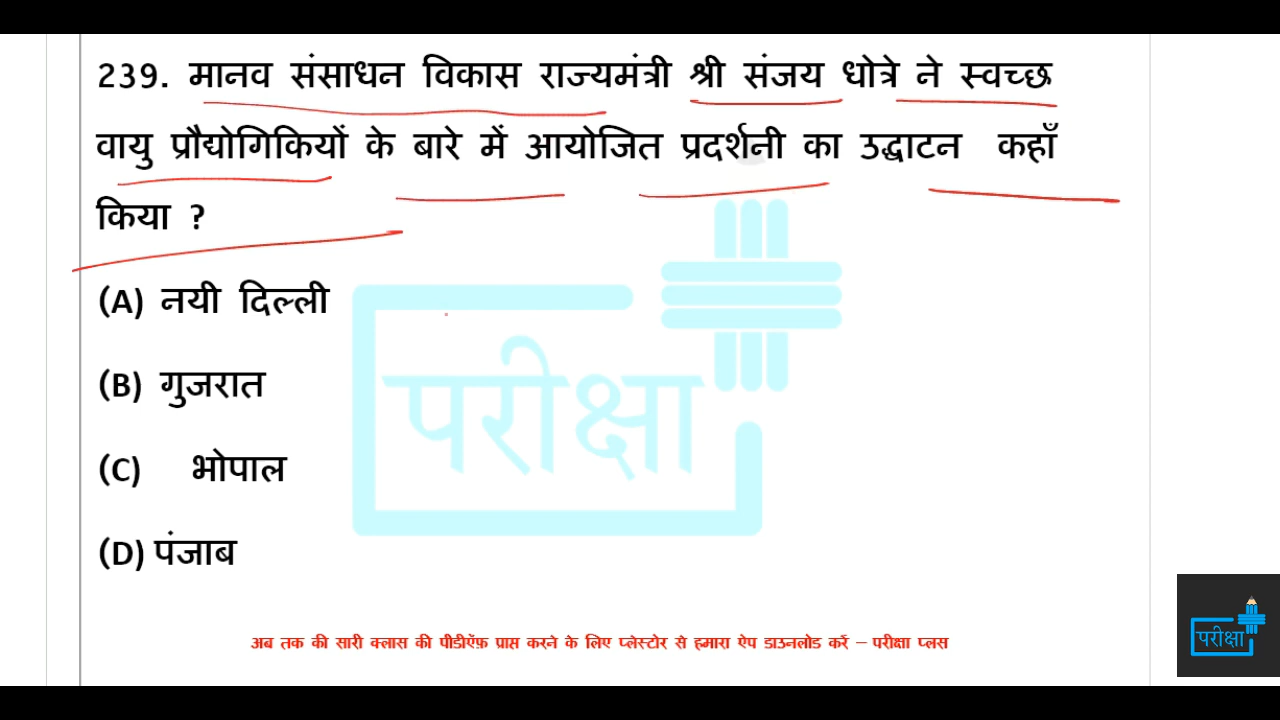 239. मानव संसाधन विकास राज्यमंत्री श्री संजय धोत्रे ने स्वच्छ
वायु प्रौद्योगिकियों के बारे में आयोजित प्रदर्शनी का उद्घाटन कहाँ
किया ?
(A) नयी दिल्ली
(B) गुजरात
(C) भोपाल
(D) पंजाब
परीक्षा
अब तक की सारी क्लास की पीडीऍफ़ प्राप्त करने के लिए प्लेस्टोर से हमारा ऐप डाउनलोड करें – परीक्षा प्लस
परीक्षा